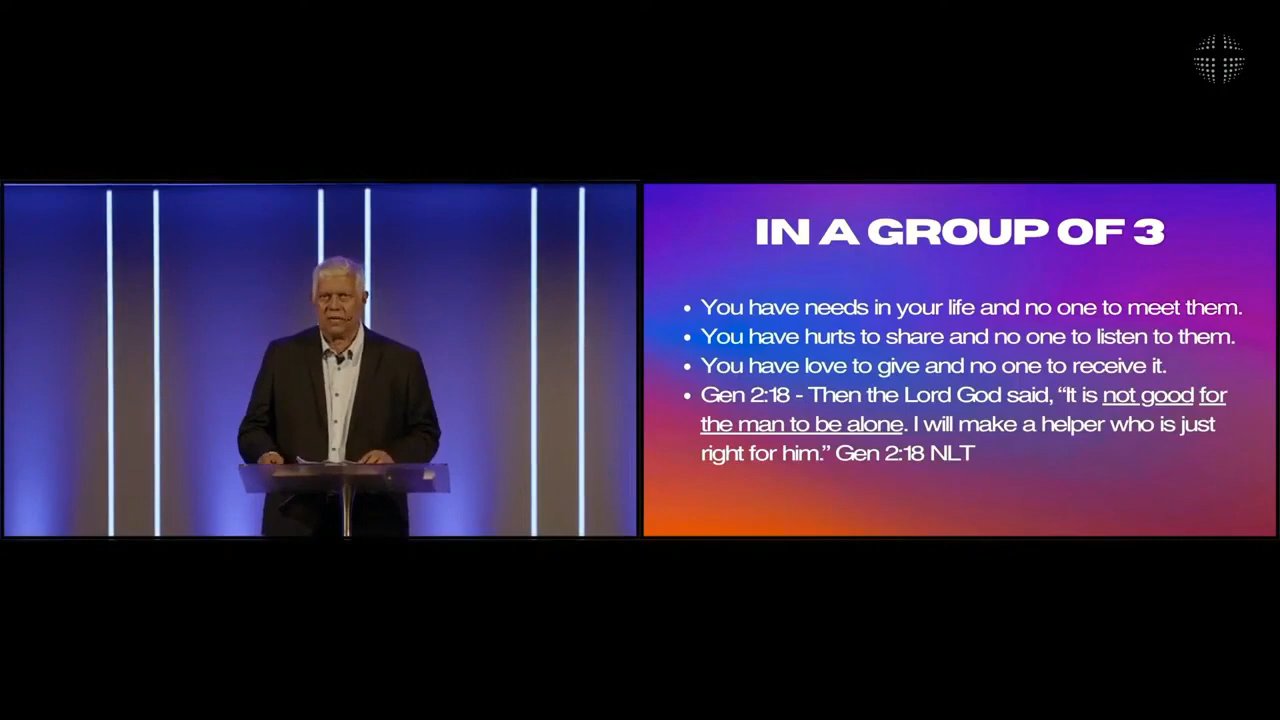 IN A GROUP OF 3
• You have needs in your life and no one to meet them.
• You have hurts to share and no one to listen to them.
• You have love to give and no one to receive it.
• Gen 2:18 - Then the Lord God said, “It is not good for
the man to be alone. I will make a helper who is just
right for him.” Gen 2:18 NLT